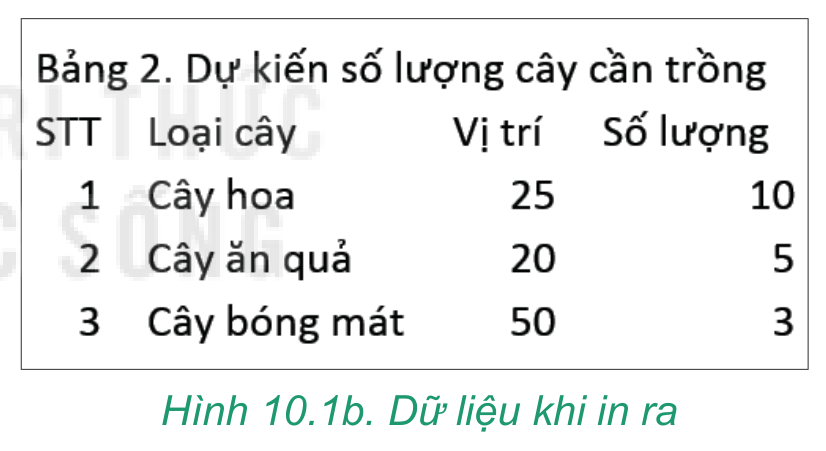 Bảng 2. Dự kiến số lượng cây cần trồng
STT Loại cây Vị trí Số lượng
1 Cây hoa 25 10
2 Cây ăn quả 20 5
3 Cây bóng mát 50 3
Hình 10.1b. Dữ liệu khi in ra